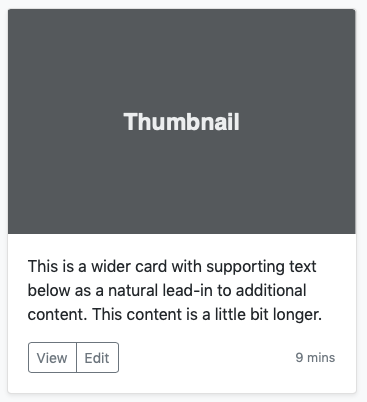 Thumbnail
This is a wider card with supporting text
below as a natural lead-in to additional
content. This content is a little bit longer.
View Edit 9 mins